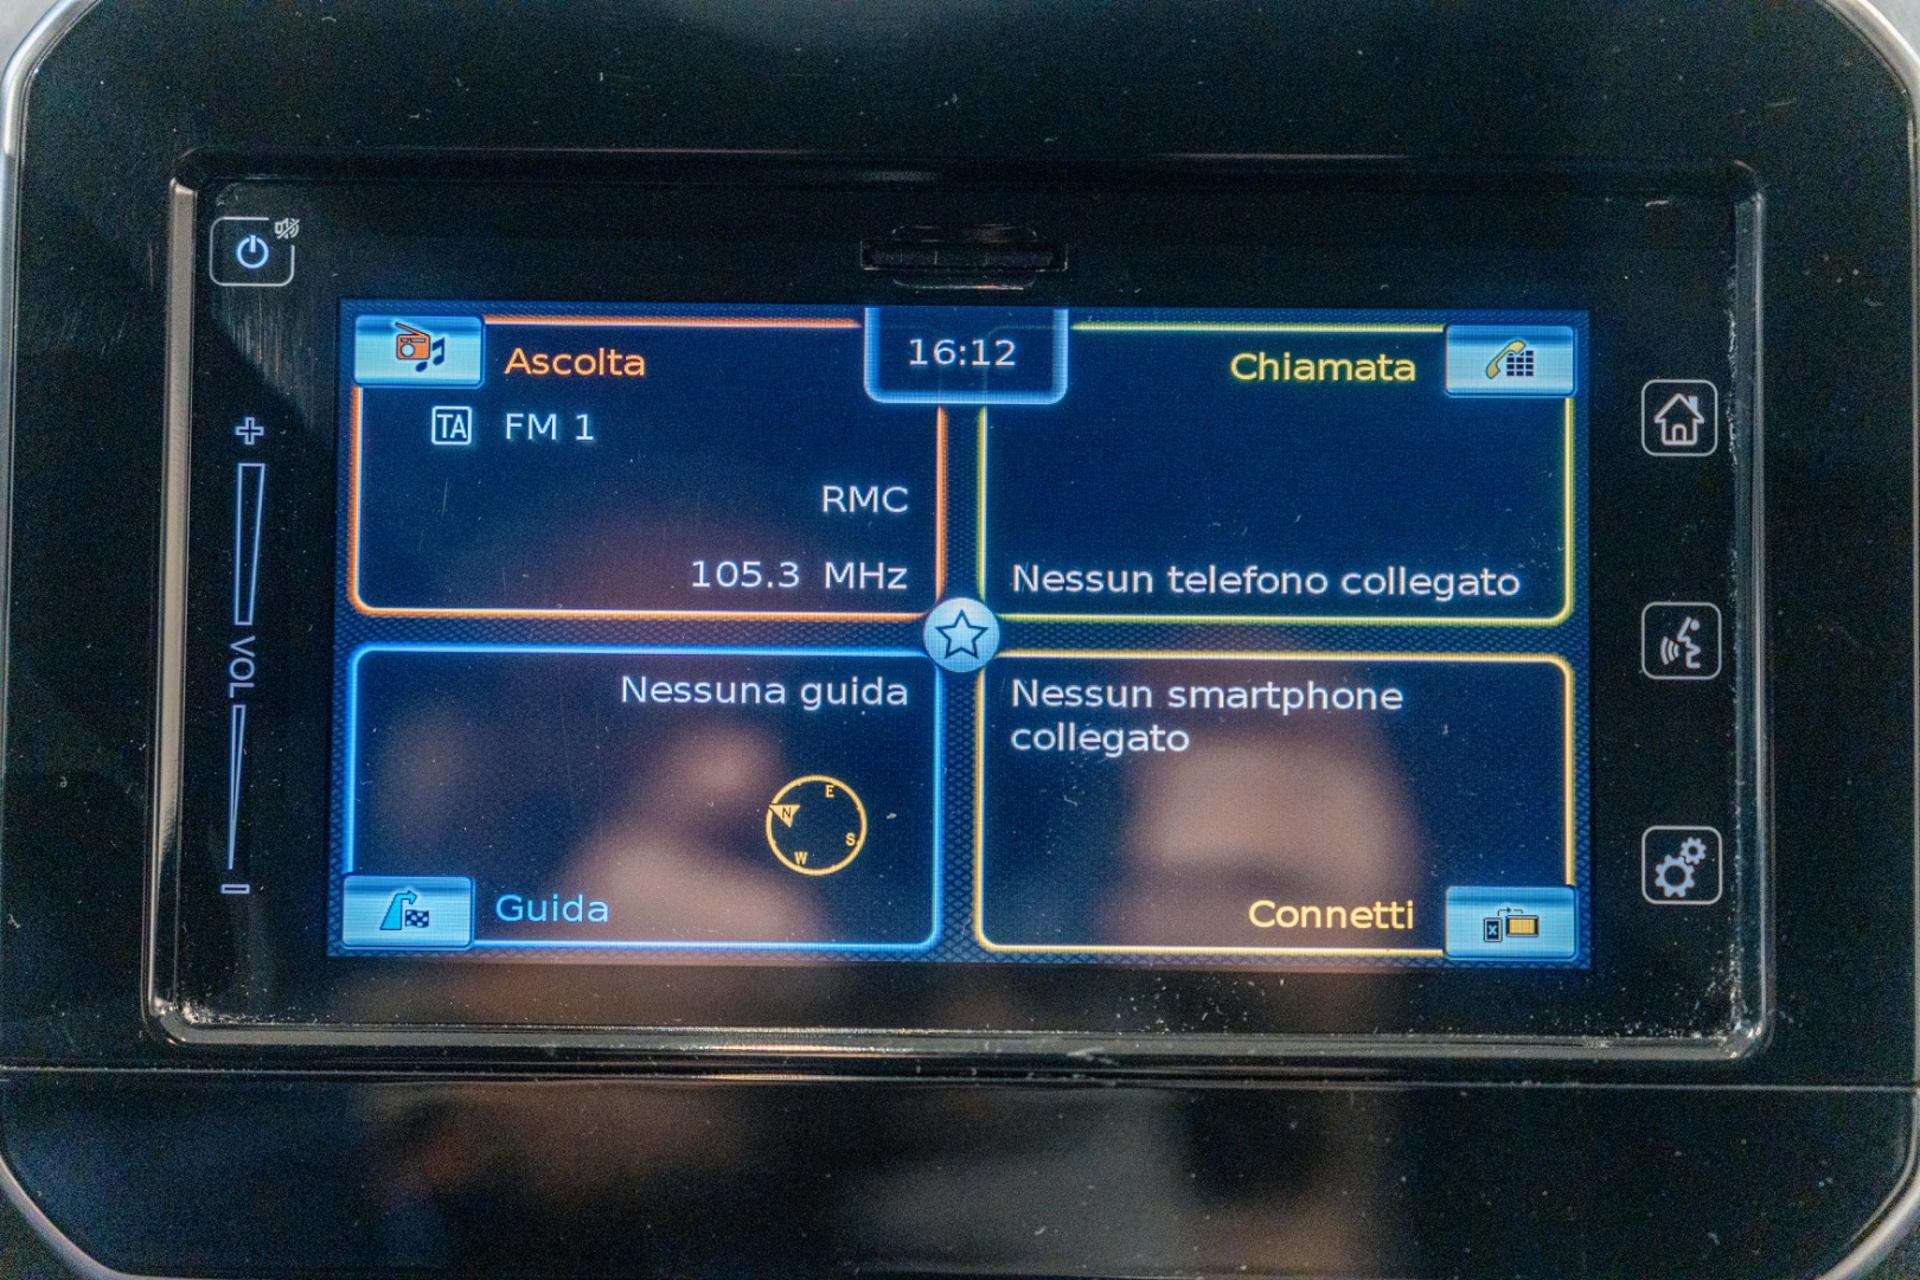 16:12
Ascolta
TA FM 1
RMC
105.3 MHz
Chiamata
Nessun telefono collegato
Nessuna guida
N E S W
Guida
Nessun smartphone
collegato
Connetti
+
VOL
-